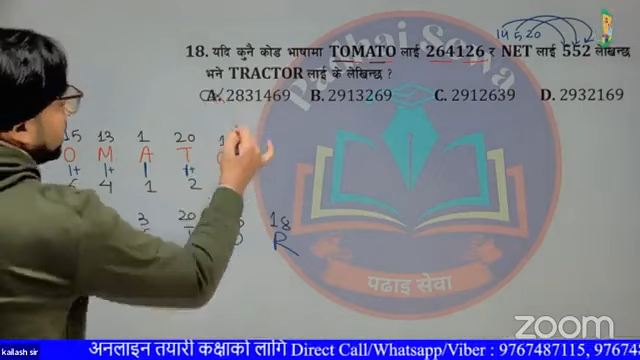 14 5 20
18. यदि कुनै कोड भाषामा TOMATO लाई 264126 र NET लाई 552 लेखिन्छ
भने TRACTOR लाई के लेखिन्छ ?
A. 2831469 B. 2913269 C. 2912639 D. 2932169
15 13 1 20
O M A T
1+ 1+ 1+
6 4 1 2
3 20 18
T R
Pathai Sewa
पढाइ सेवा
kailash sir
zoom
अनलाइन तयारी कक्षाको लागि Direct Call/Whatsapp/Viber : 9767487115, 97674